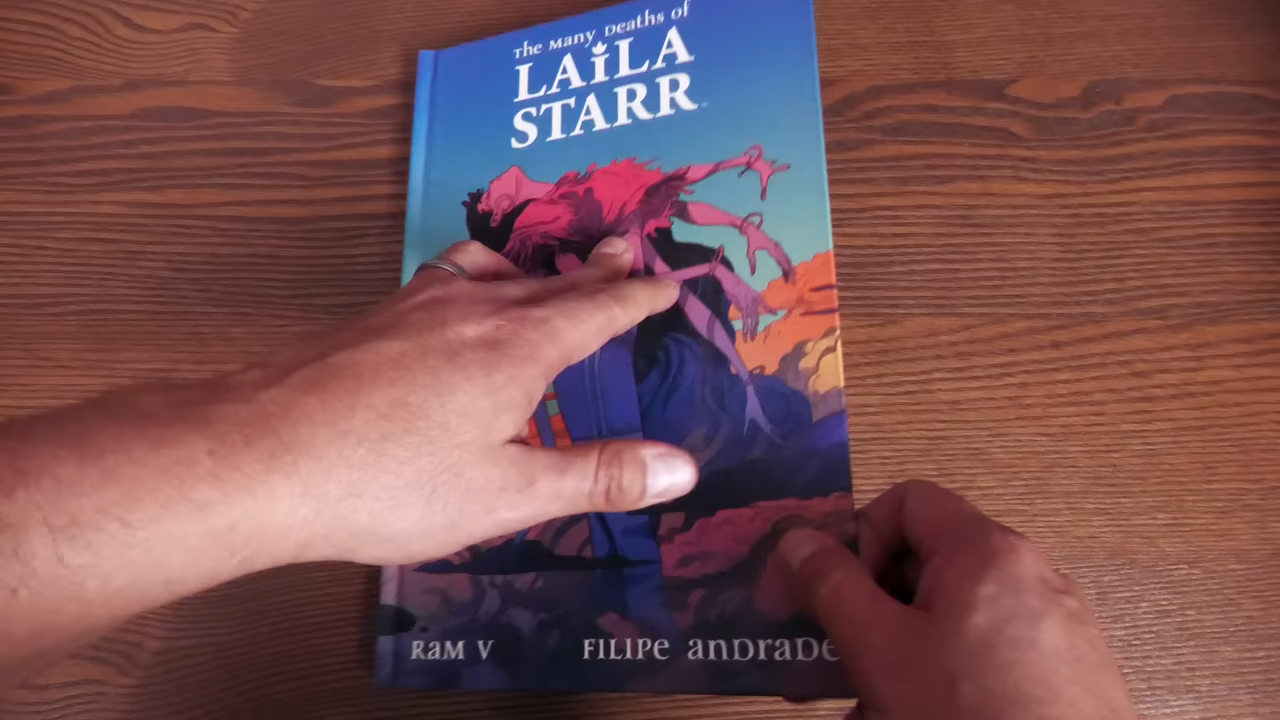 The Many Deaths of
LAiLA
STARR
RAM V
FILIPE ANDRADE